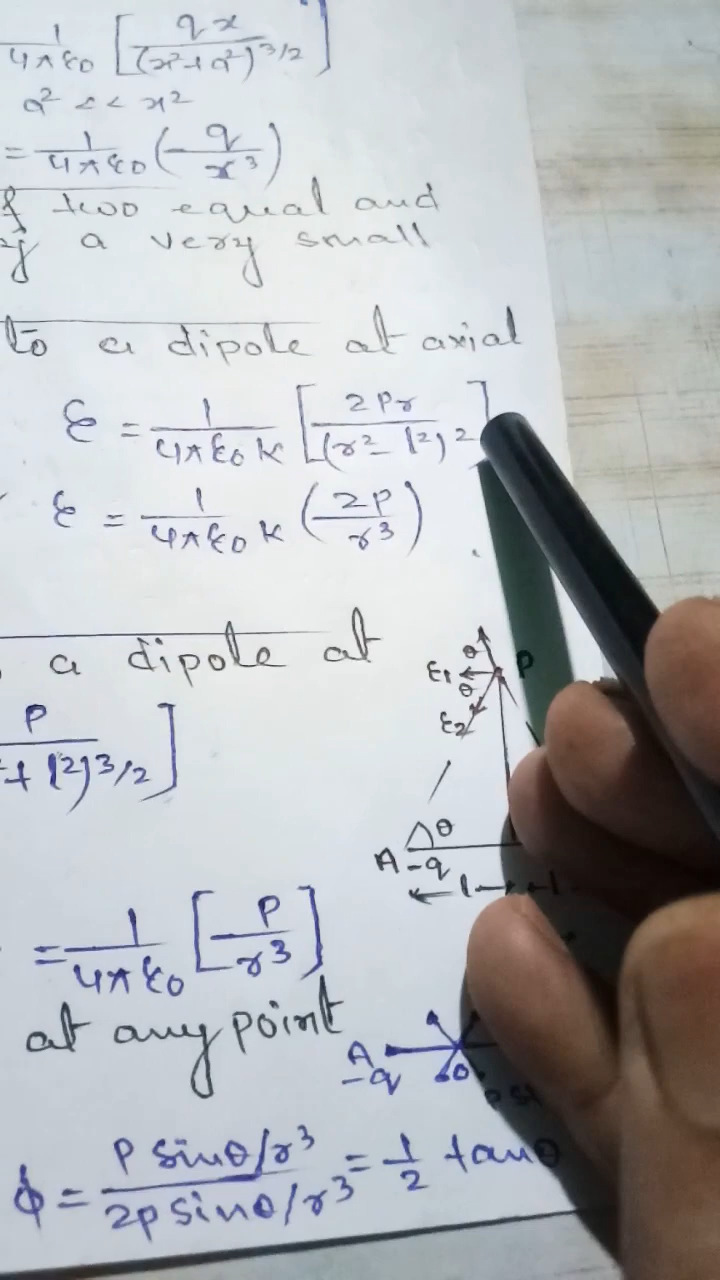 1/4πε0 [qx/(x²+a²)^3/2]
a² << x²
= 1/4πε0 (q/x³)
f two equal and
y a very small
to a dipole at axial
ε = 1/4πε0 K [2Pr/(r²-l²)²]
ε = 1/4πε0 K (2P/r³)
a dipole at
P/+l²)^3/2]
θ
P
E1
θ
E2
θ
A -q
l l
= 1/4πε0 [P/r³]
at any point
A
-q
O
ϕ = P sinθ/r³ / 2p sinθ/r³ = 1/2 tanθ